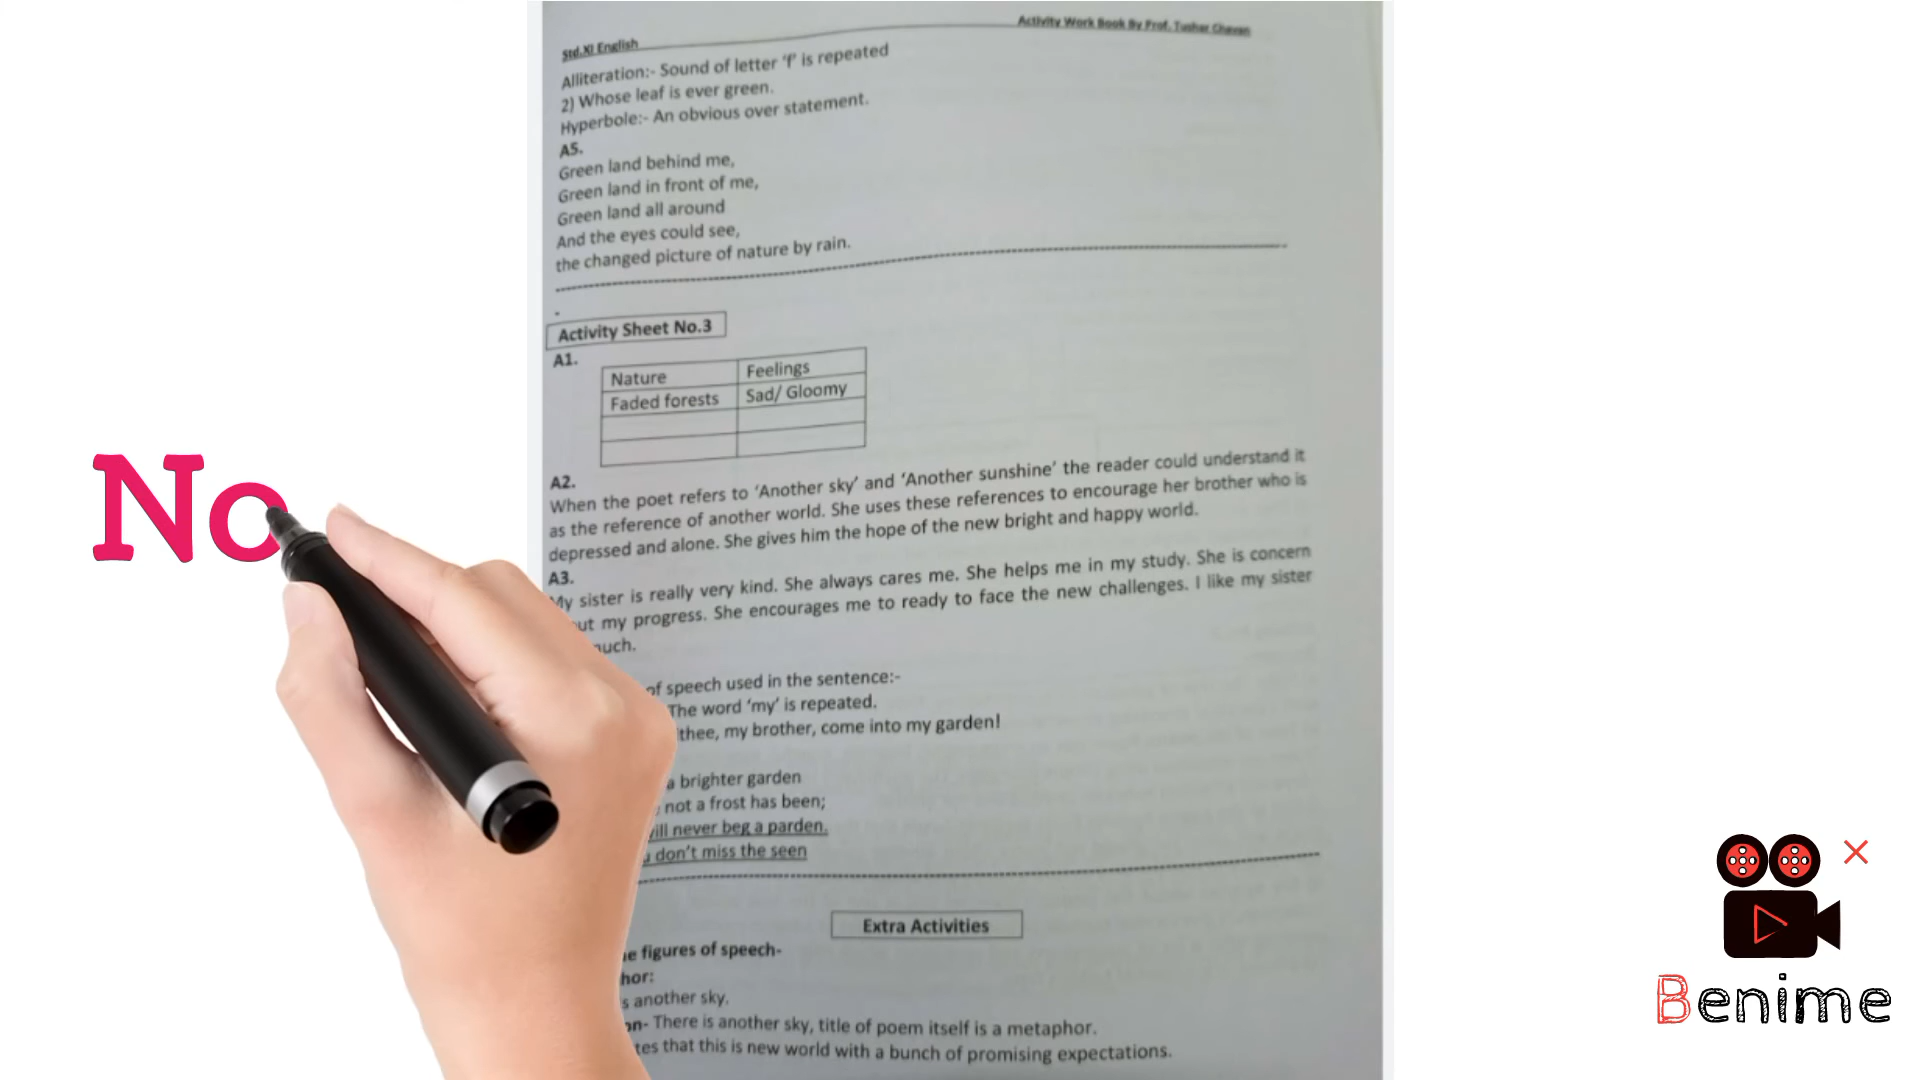 Activity Work Book By Prof. Tushar Chavan
Std.XI English
Alliteration:- Sound of letter ‘f’ is repeated
2) Whose leaf is ever green.
Hyperbole:- An obvious over statement.
A5.
Green land behind me,
Green land in front of me,
Green land all around
And the eyes could see,
the changed picture of nature by rain.
Activity Sheet No.3
A1.
Nature Feelings
Faded forests Sad/ Gloomy
A2.
When the poet refers to ‘Another sky’ and ‘Another sunshine’ the reader could understand it
as the reference of another world. She uses these references to encourage her brother who is
depressed and alone. She gives him the hope of the new bright and happy world.
A3.
My sister is really very kind. She always cares me. She helps me in my study. She is concern
my progress. She encourages me to ready to face the new challenges. I like my sister
of speech used in the sentence:-
The word ‘my’ is repeated.
thee, my brother, come into my garden!
a brighter garden
not a frost has been;
never beg a parden.
don’t miss the seen
Extra Activities
figures of speech-
another sky.
There is another sky, title of poem itself is a metaphor.
that this is new world with a bunch of promising expectations.
No
Benime